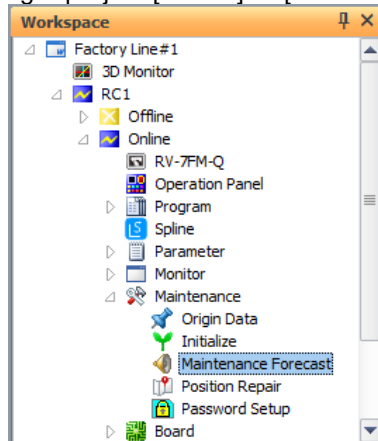 Workspace
Factory Line#1
3D Monitor
RC1
Offline
Online
RV-7FM-Q
Operation Panel
Program
Spline
Parameter
Monitor
Maintenance
Origin Data
Initialize
Maintenance Forecast
Position Repair
Password Setup
Board